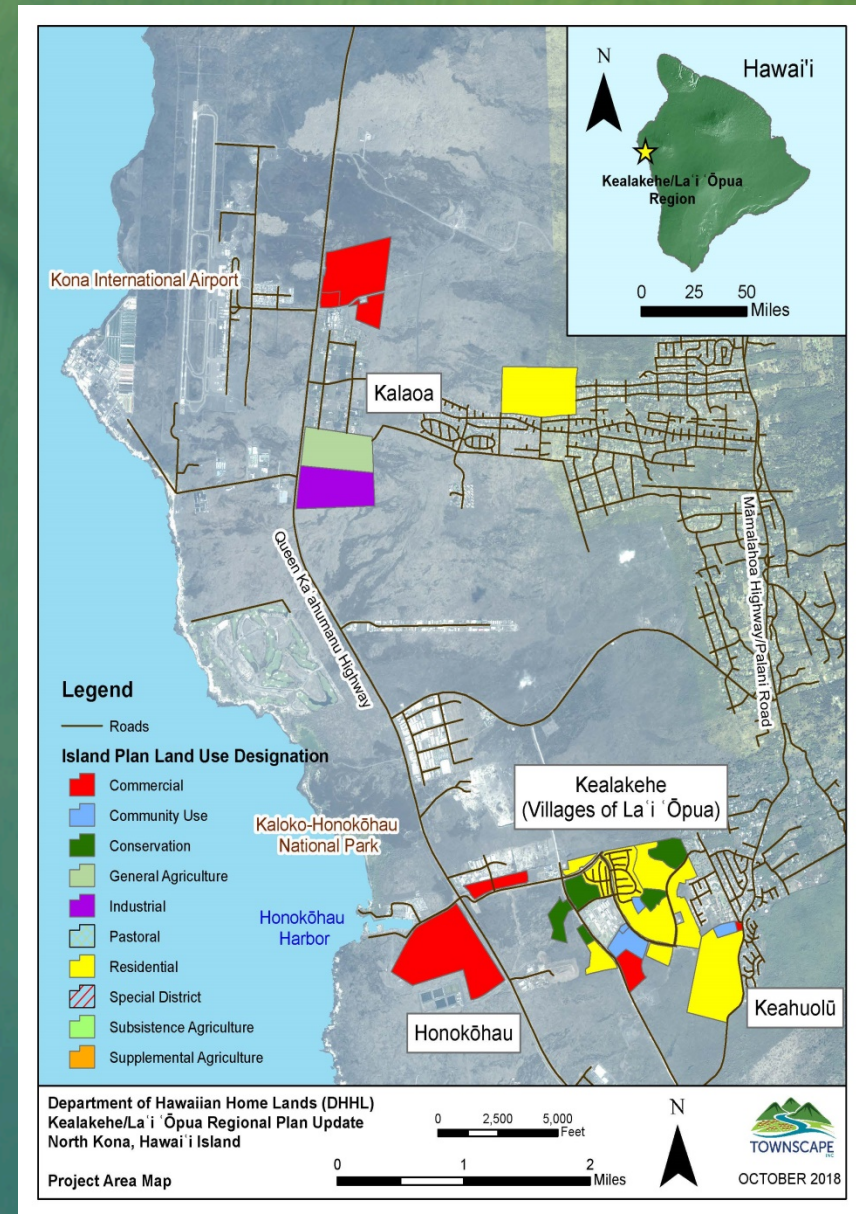 N
Hawai'i
Kealakehe/Laʻi ʻŌpua
Region
0 25 50
Miles
Kona International Airport
Kalaoa
Queen Kaʻahumanu Highway
Māmalahoa Highway/Palani Road
Legend
Roads
Island Plan Land Use Designation
Commercial
Community Use
Conservation
General Agriculture
Industrial
Pastoral
Residential
Special District
Subsistence Agriculture
Supplemental Agriculture
Kealakehe
(Villages of Laʻi ʻŌpua)
Kaloko-Honokōhau
National Park
Honokōhau
Harbor
Honokōhau
Keahuolū
Department of Hawaiian Home Lands (DHHL)
Kealakehe/Laʻi ʻŌpua Regional Plan Update
North Kona, Hawaiʻi Island
Project Area Map
0 2,500 5,000
Feet
0 1 2
Miles
N
TOWNSCAPE
INC
OCTOBER 2018